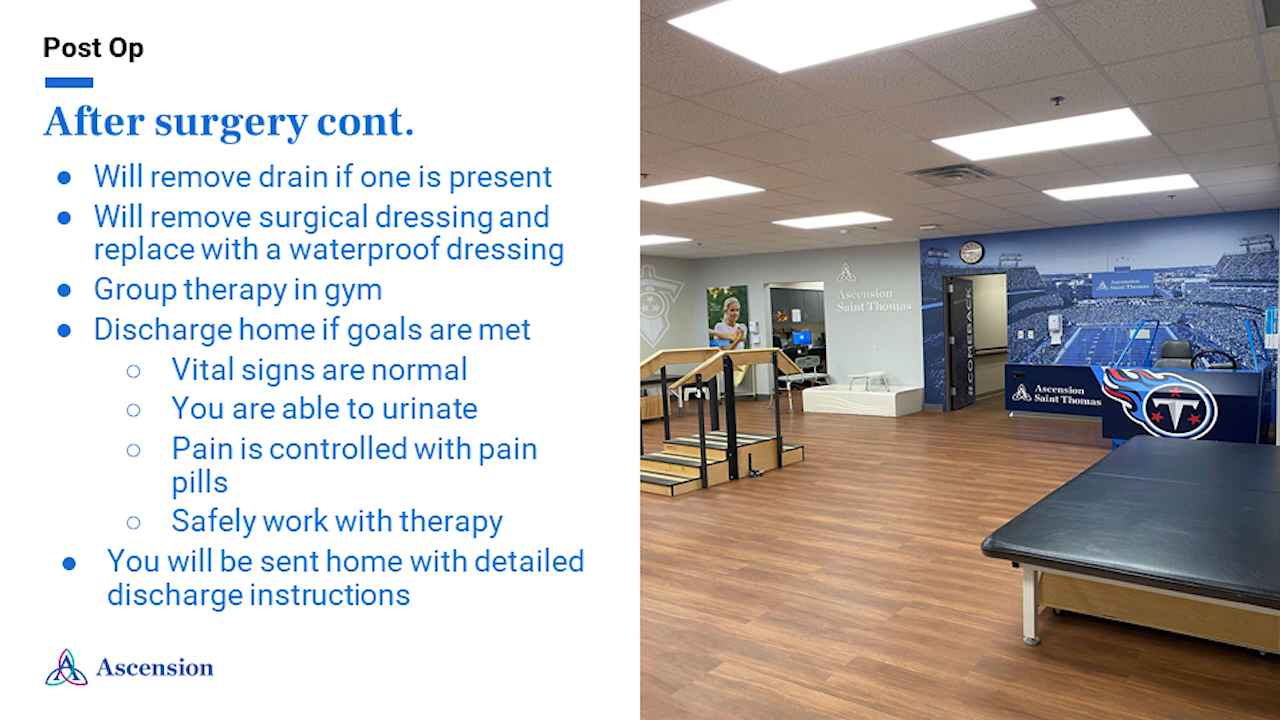 Post Op
After surgery cont.
● Will remove drain if one is present
● Will remove surgical dressing and
replace with a waterproof dressing
● Group therapy in gym
● Discharge home if goals are met
○ Vital signs are normal
○ You are able to urinate
○ Pain is controlled with pain
pills
○ Safely work with therapy
● You will be sent home with detailed
discharge instructions
Ascension
Ascension
Saint Thomas
#COMEBACK
Ascension
Saint Thomas
Ascension
Saint Thomas
T